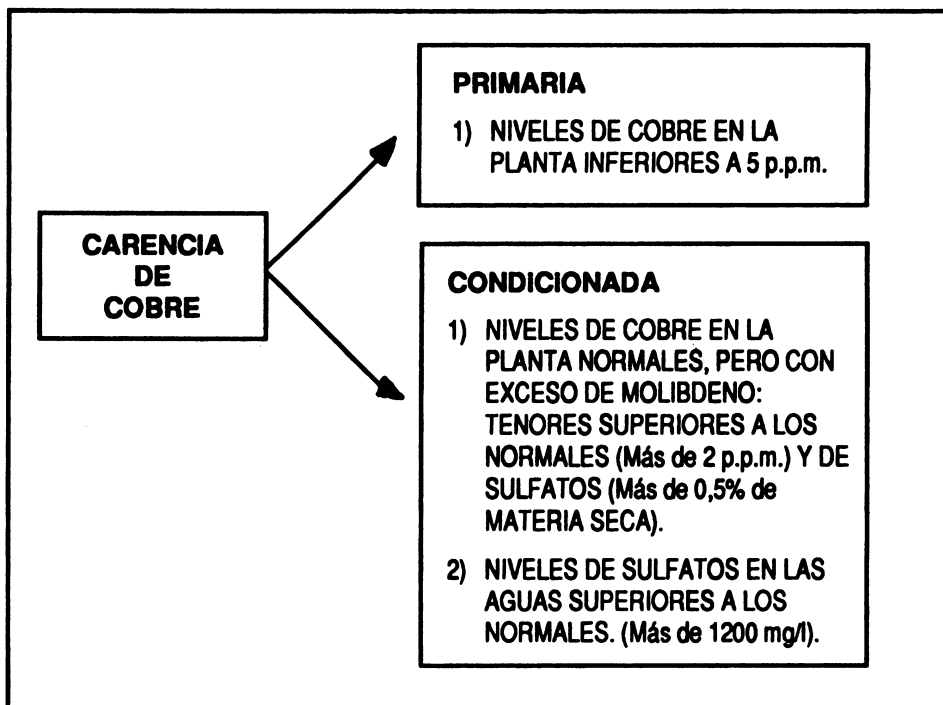 PRIMARIA
1) NIVELES DE COBRE EN LA
PLANTA INFERIORES A 5 p.p.m.
CARENCIA
DE
COBRE
CONDICIONADA
1) NIVELES DE COBRE EN LA
PLANTA NORMALES, PERO CON
EXCESO DE MOLIBDENO:
TENORES SUPERIORES A LOS
NORMALES (Más de 2 p.p.m.) Y DE
SULFATOS (Más de 0,5% de
MATERIA SECA).
2) NIVELES DE SULFATOS EN LAS
AGUAS SUPERIORES A LOS
NORMALES. (Más de 1200 mg/l).